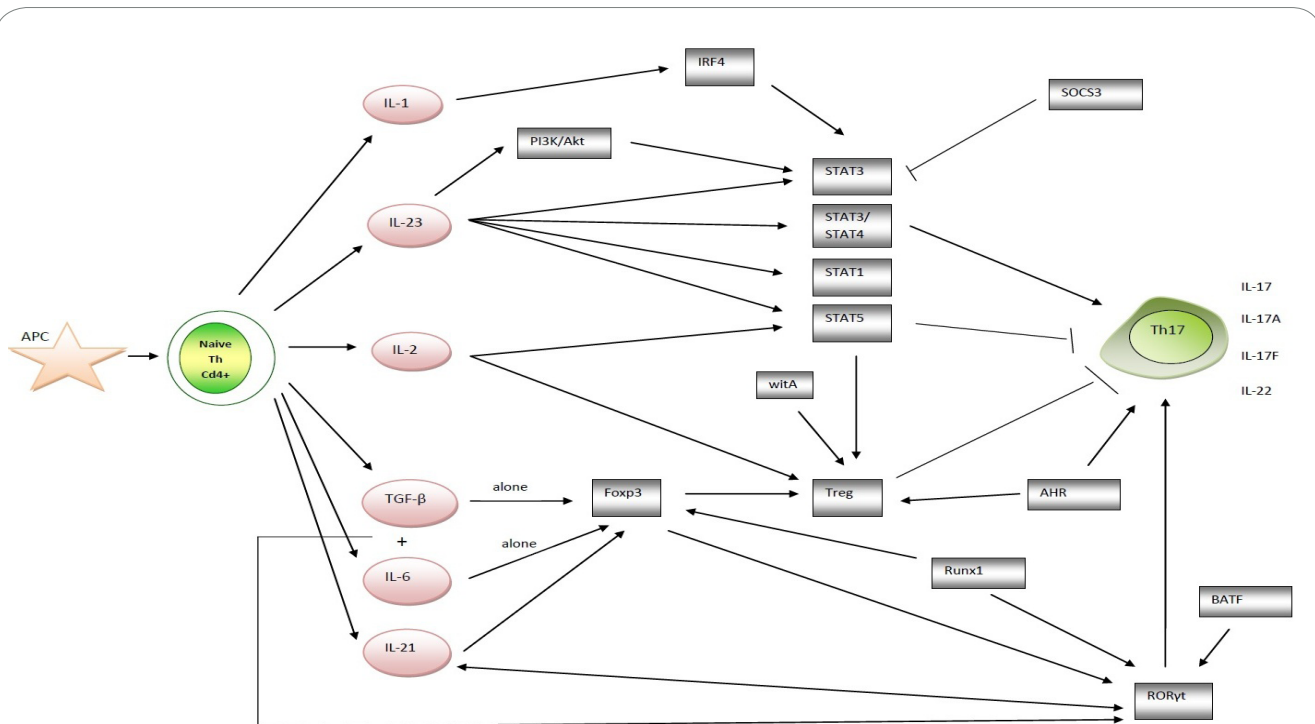 IRF4
SOCS3
IL-1
PI3K/Akt
STAT3
IL-23
STAT3/
STAT4
STAT1
IL-17
STAT5
IL-17A
Th17
APC
Naive
Th
Cd4+
IL-2
IL-17F
witA
IL-22
TGF-β
alone
Foxp3
Treg
AHR
+
alone
IL-6
Runx1
BATF
IL-21
RORγt